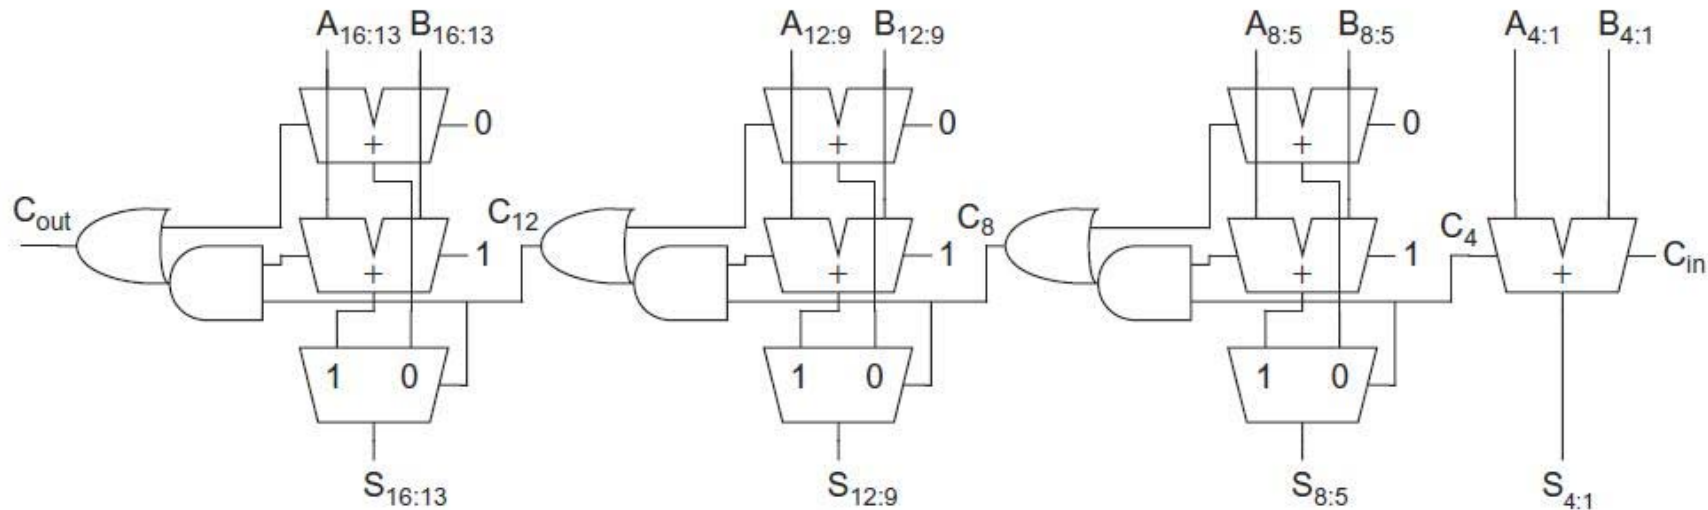 A16:13 B16:13 A12:9 B12:9 A8:5 B8:5 A4:1 B4:1
0 0 0
+ + +
Cout C12 C8 C4
1 1 1 Cin
+ + + +
1 0 1 0 1 0
S16:13 S12:9 S8:5 S4:1